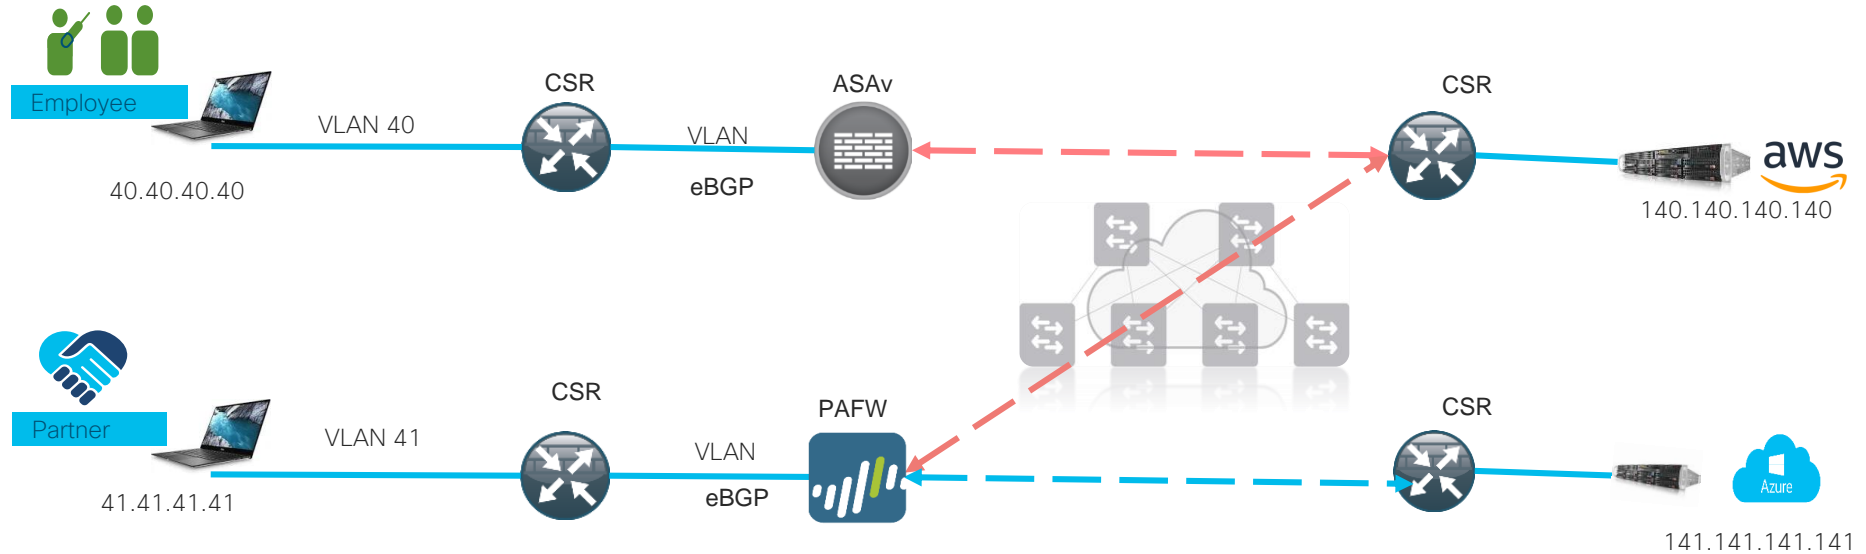 CSR
ASAv
CSR
Employee
VLAN 40
VLAN
aws
eBGP
40.40.40.40
140.140.140.140
CSR
PAFW
CSR
Partner
VLAN 41
VLAN
Azure
eBGP
41.41.41.41
141.141.141.141